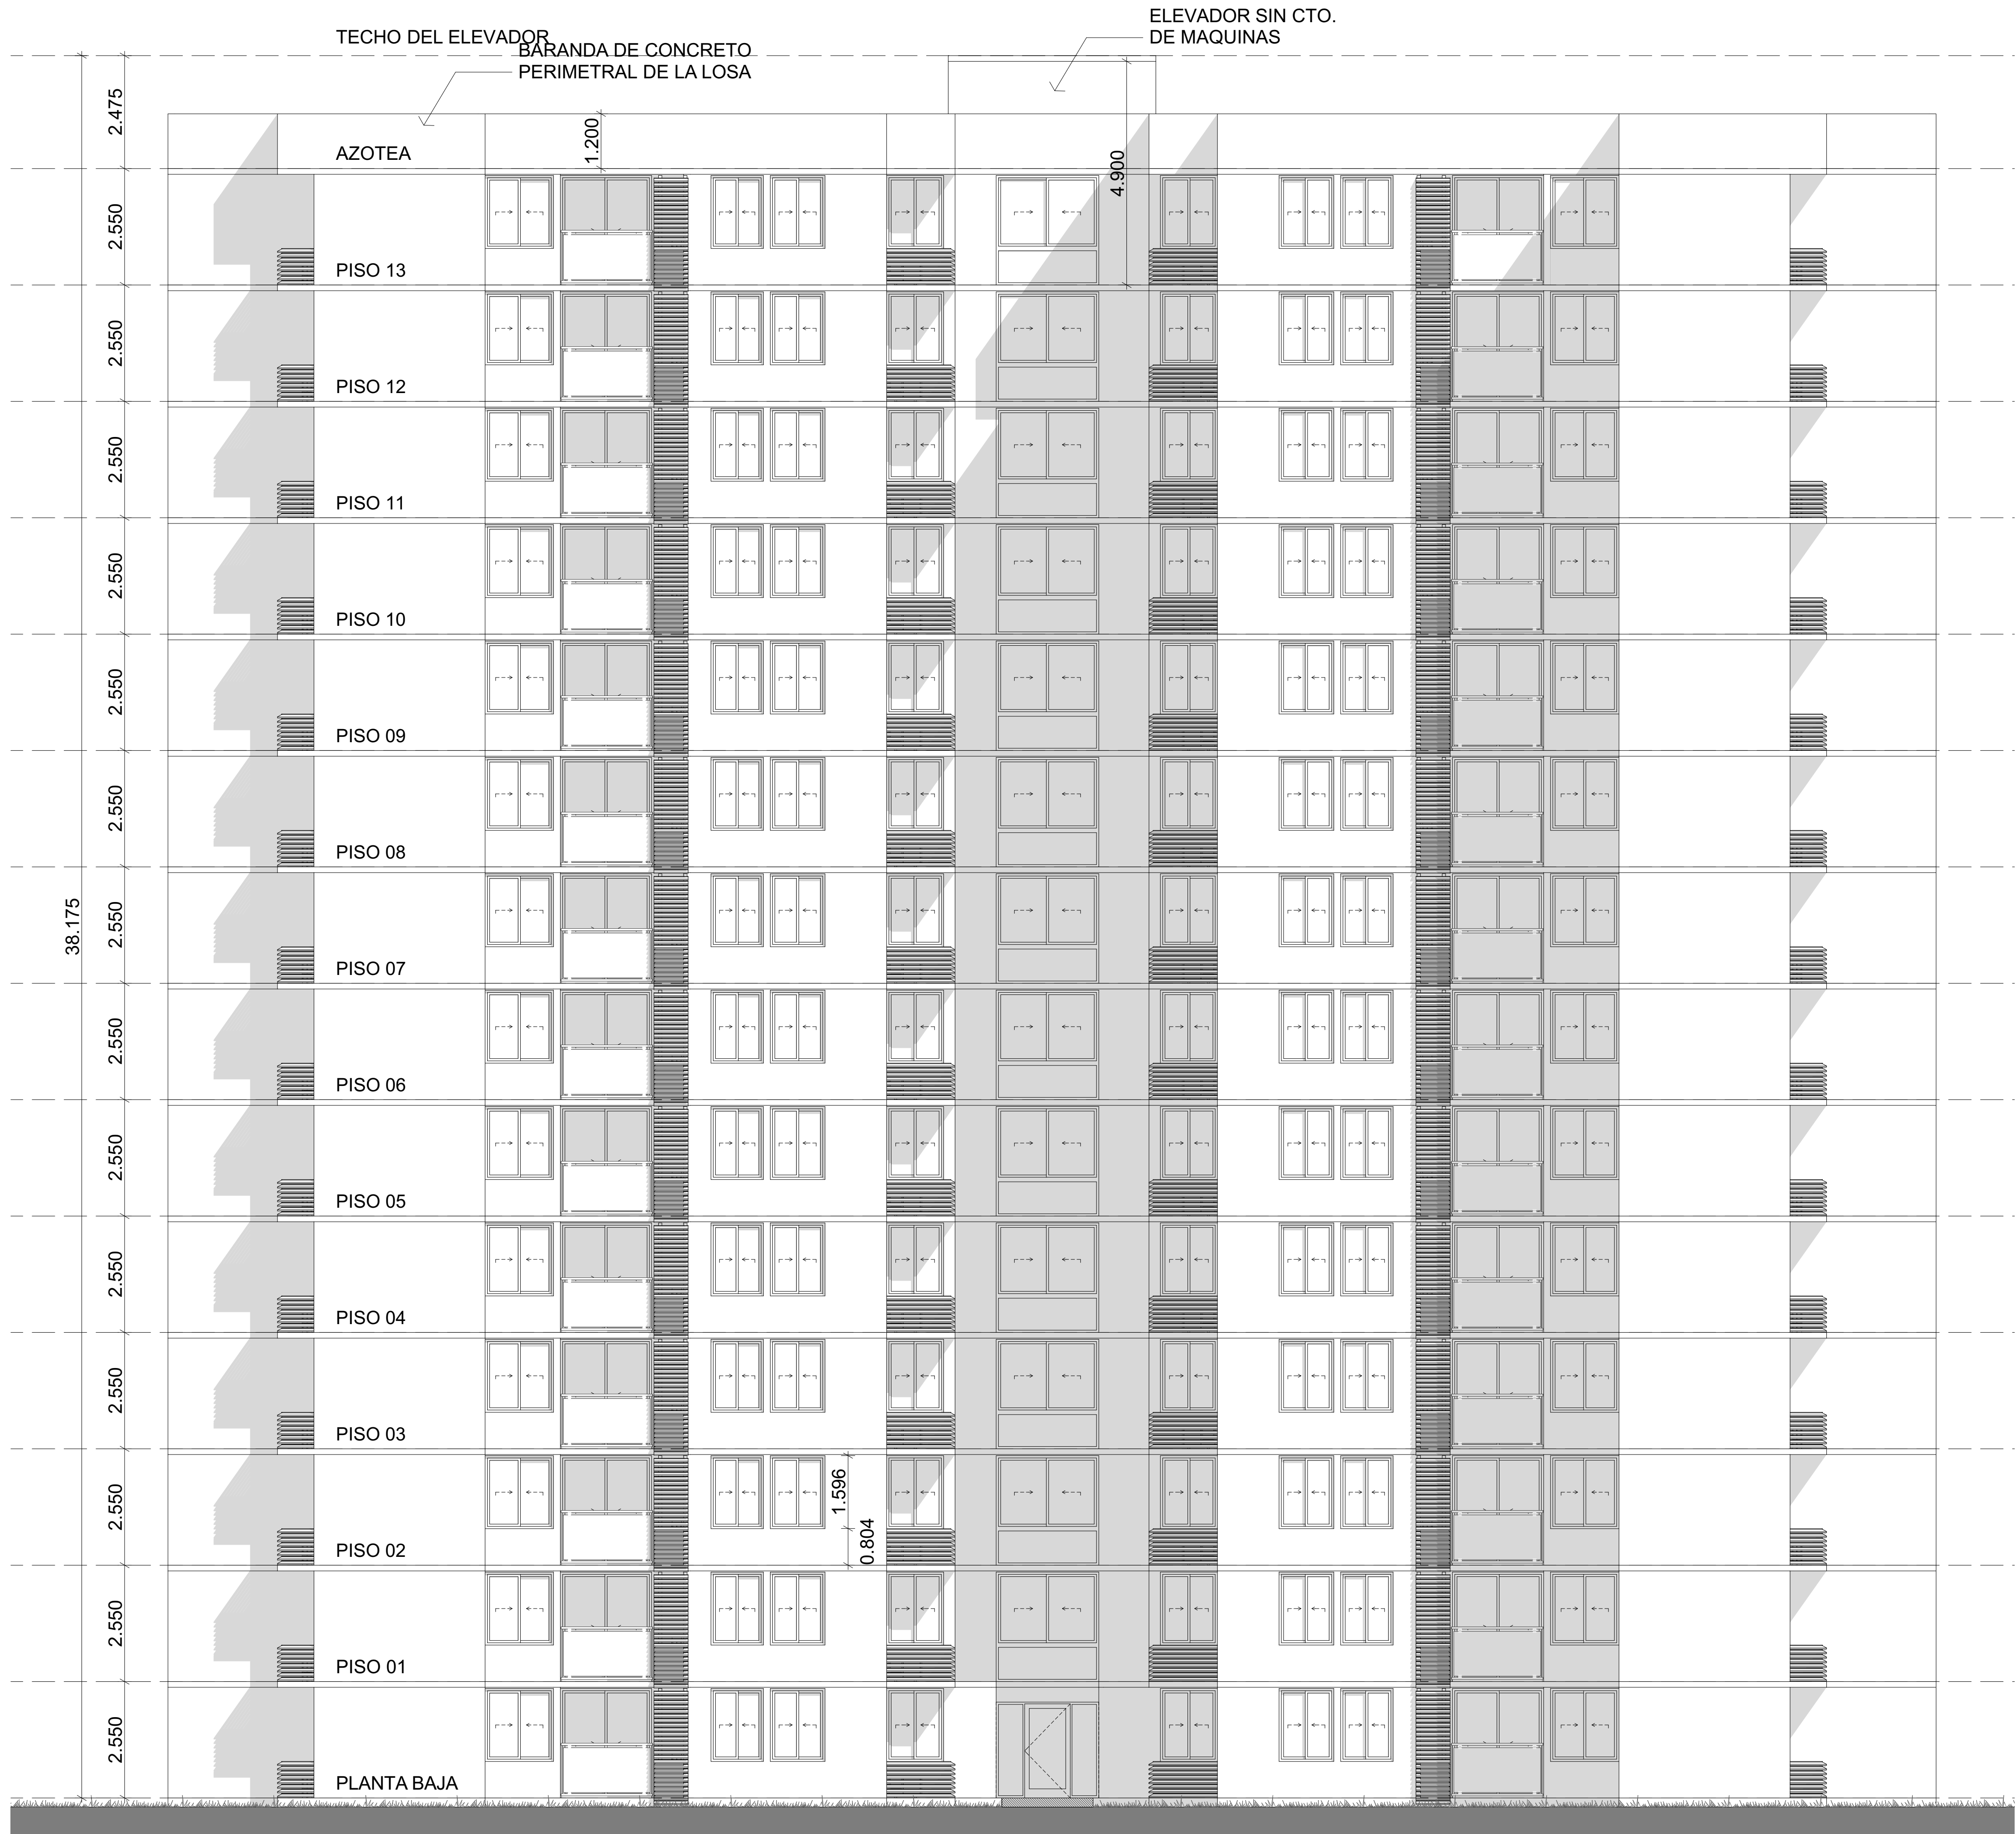 ELEVADOR SIN CTO.
DE MAQUINAS
TECHO DEL ELEVADOR
BARANDA DE CONCRETO
PERIMETRAL DE LA LOSA
2.475
1.200
AZOTEA
4.900
2.550
PISO 13
2.550
PISO 12
2.550
PISO 11
2.550
PISO 10
2.550
PISO 09
2.550
PISO 08
38.175
2.550
PISO 07
2.550
PISO 06
2.550
PISO 05
2.550
PISO 04
2.550
PISO 03
2.550
1.596
0.804
PISO 02
2.550
PISO 01
2.550
PLANTA BAJA